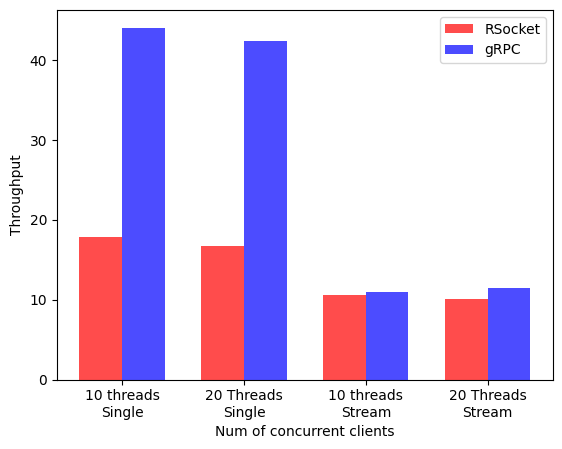 RSocket
gRPC
Throughput
40
30
20
10
0
10 threads
Single
20 Threads
Single
10 threads
Stream
20 Threads
Stream
Num of concurrent clients